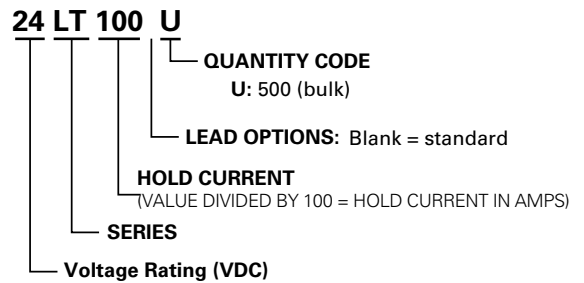 24 LT 100 U
QUANTITY CODE
U: 500 (bulk)
LEAD OPTIONS: Blank = standard
HOLD CURRENT
(VALUE DIVIDED BY 100 = HOLD CURRENT IN AMPS)
SERIES
Voltage Rating (VDC)